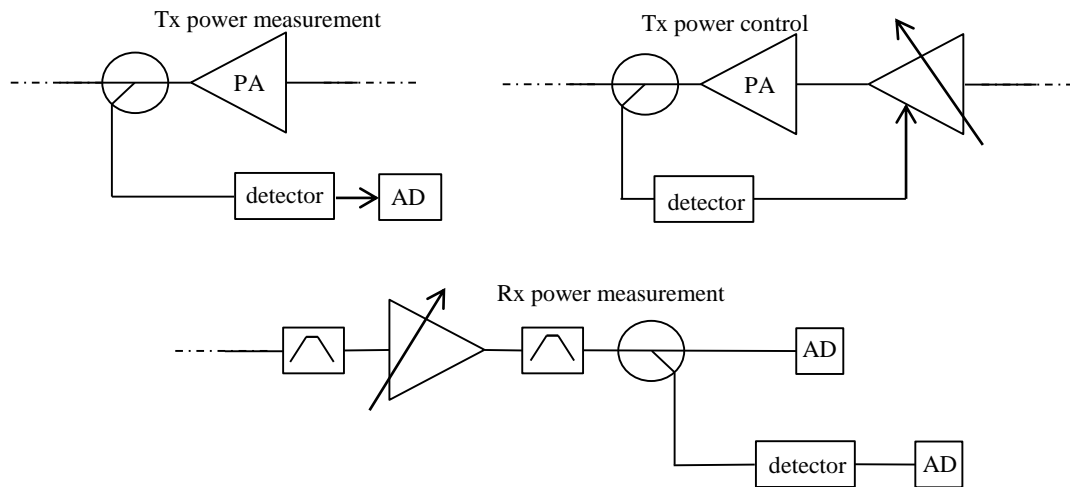 Tx power measurement
PA
detector
AD
Tx power control
PA
detector
Rx power measurement
AD
detector
AD